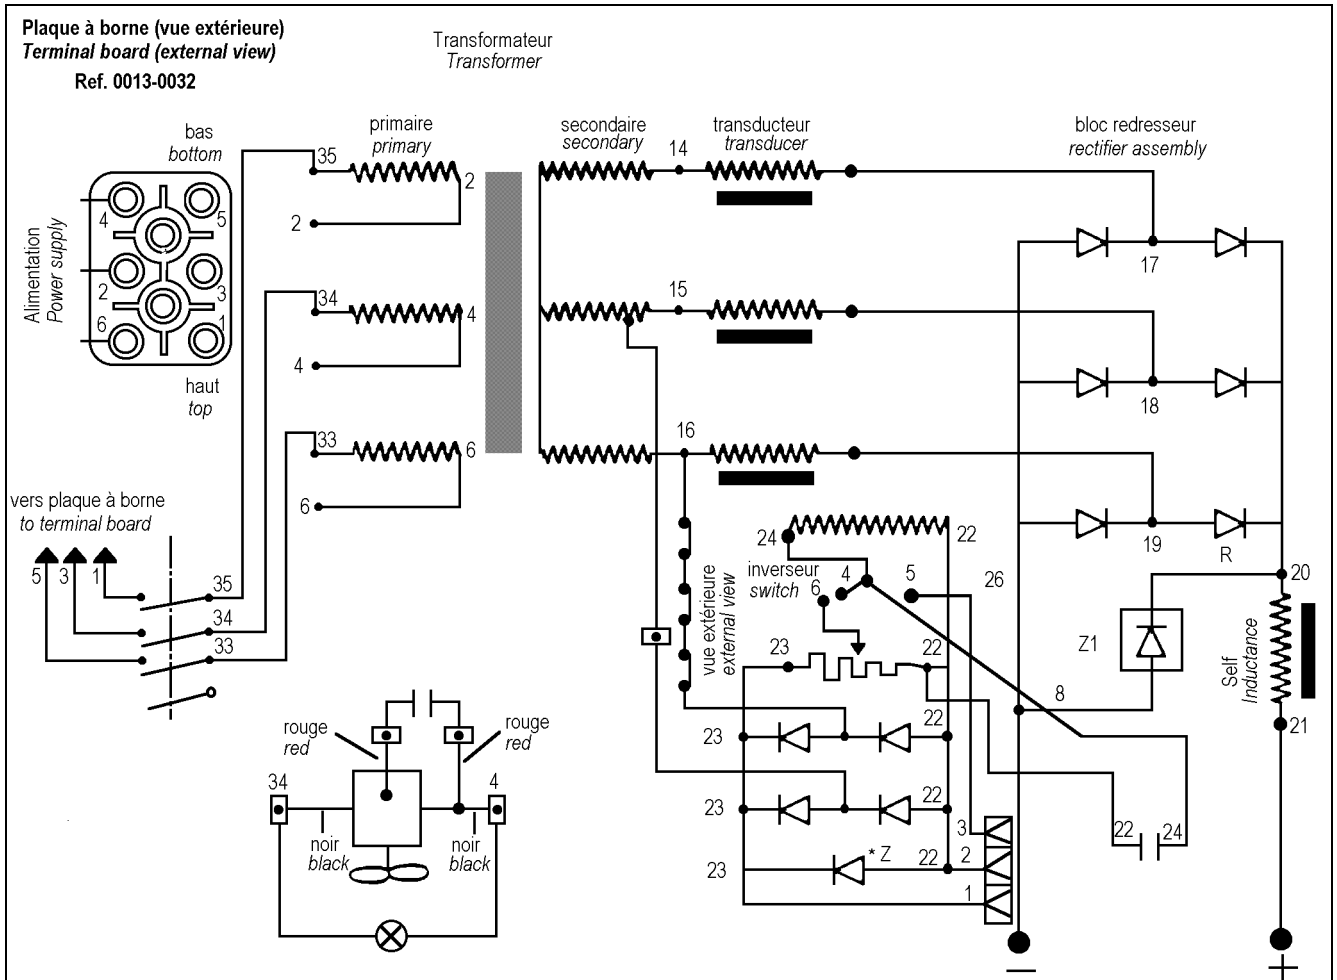 Plaque à borne (vue extérieure)
Terminal board (external view)
Ref. 0013-0032
Transformateur
Transformer
bas
bottom
primaire
primary
secondaire
secondary
transducteur
transducer
bloc redresseur
rectifier assembly
35
14
2
2
4
5
Alimentation
Power supply
2
3
6
1
17
34
15
4
4
haut
top
18
33
16
6
6
vers plaque à borne
to terminal board
5
3
1
35
34
33
24
22
19
R
inverseur
switch
6
4
5
26
20
vue extérieure
external view
23
22
Z1
8
Self
Inductance
21
rouge
red
rouge
red
23
22
34
4
23
22
noir
black
noir
black
3
22
24
* Z
22
2
23
1
−
+